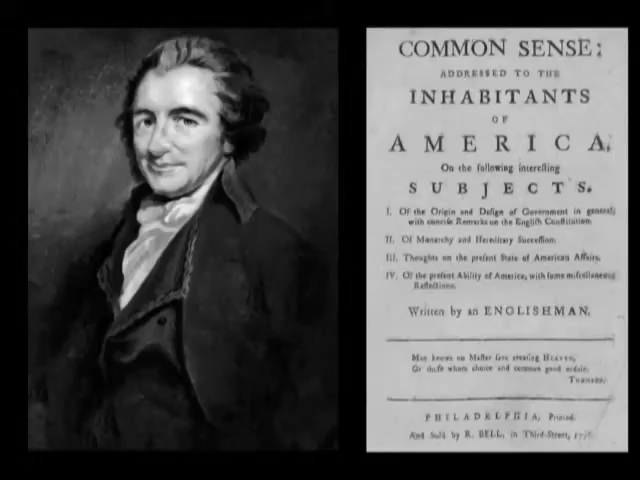 COMMON SENSE;
ADDRESSED TO THE
INHABITANTS
OF
AMERICA,
On the following interesting
SUBJECTS.
I. Of the Origin and Design of Government in general,
with concise Remarks on the English Constitution.
II. Of Monarchy and Hereditary Succession.
III. Thoughts on the present State of American Affairs.
IV. Of the present Ability of America, with some miscellaneous
Reflections.
Written by an ENGLISHMAN.
Man knows no Master save creating HEAVEN,
Or those whom choice and common good ordain.
THOMSON.
PHILADELPHIA, Printed.
And Sold by R. BELL, in Third-Street,